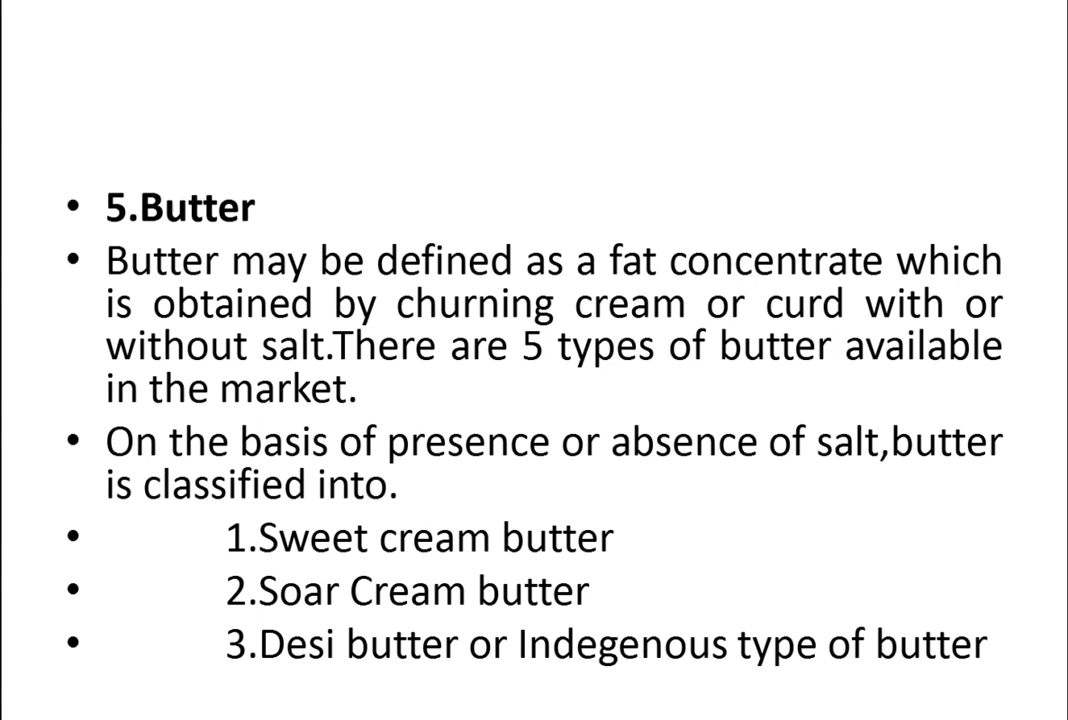 • 5.Butter
• Butter may be defined as a fat concentrate which
is obtained by churning cream or curd with or
without salt.There are 5 types of butter available
in the market.
• On the basis of presence or absence of salt,butter
is classified into.
• 1.Sweet cream butter
• 2.Soar Cream butter
• 3.Desi butter or Indegenous type of butter